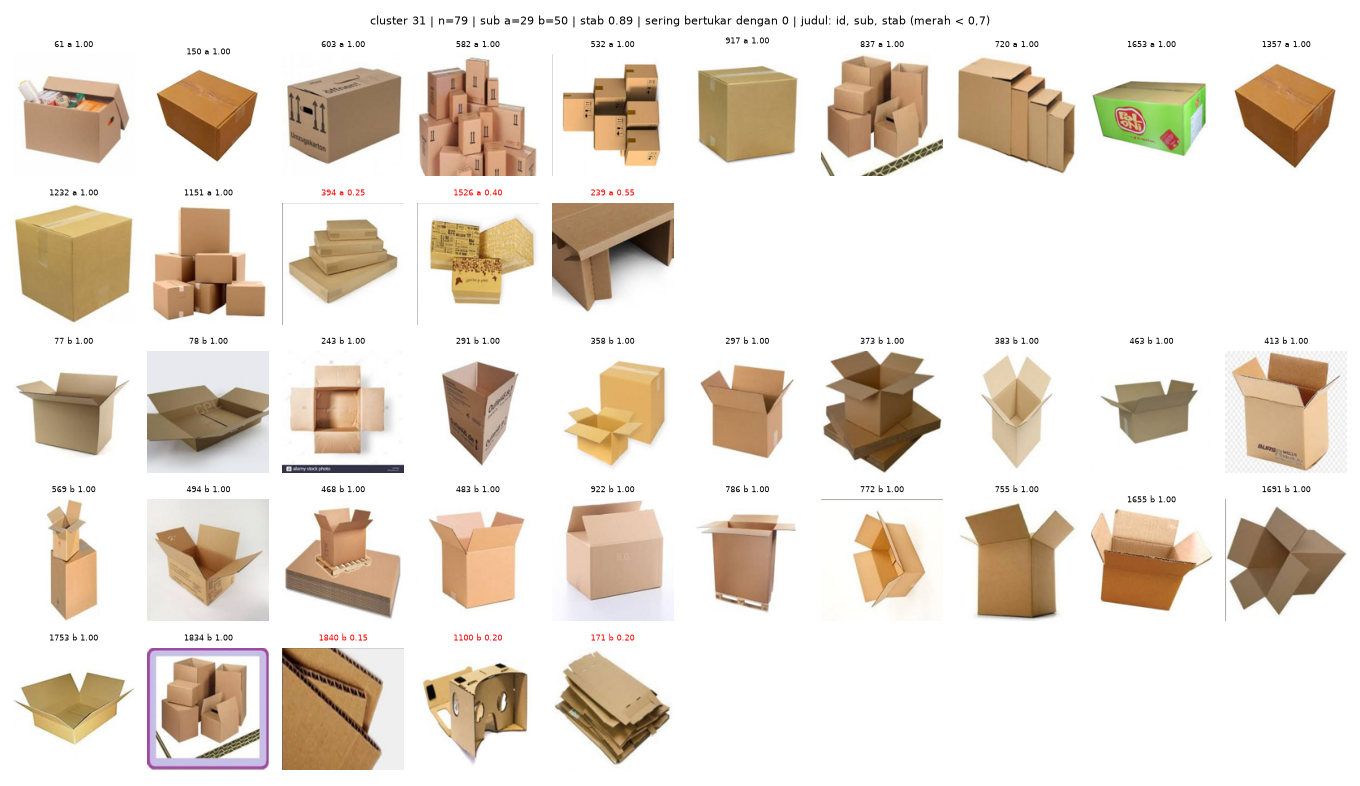 cluster 31 | n=79 | sub a=29 b=50 | stab 0.89 | sering bertukar dengan 0 | judul: id, sub, stab (merah < 0,7)
61 a 1.00
150 a 1.00
603 a 1.00
582 a 1.00
532 a 1.00
917 a 1.00
837 a 1.00
720 a 1.00
1653 a 1.00
1357 a 1.00
öffnen!
Umzugskarton
1232 a 1.00
1151 a 1.00
394 a 0.25
1526 a 0.40
239 a 0.55
77 b 1.00
78 b 1.00
243 b 1.00
291 b 1.00
358 b 1.00
297 b 1.00
373 b 1.00
383 b 1.00
463 b 1.00
413 b 1.00
alamy stock photo
569 b 1.00
494 b 1.00
468 b 1.00
483 b 1.00
922 b 1.00
786 b 1.00
772 b 1.00
755 b 1.00
1655 b 1.00
1691 b 1.00
1753 b 1.00
1834 b 1.00
1840 b 0.15
1100 b 0.20
171 b 0.20